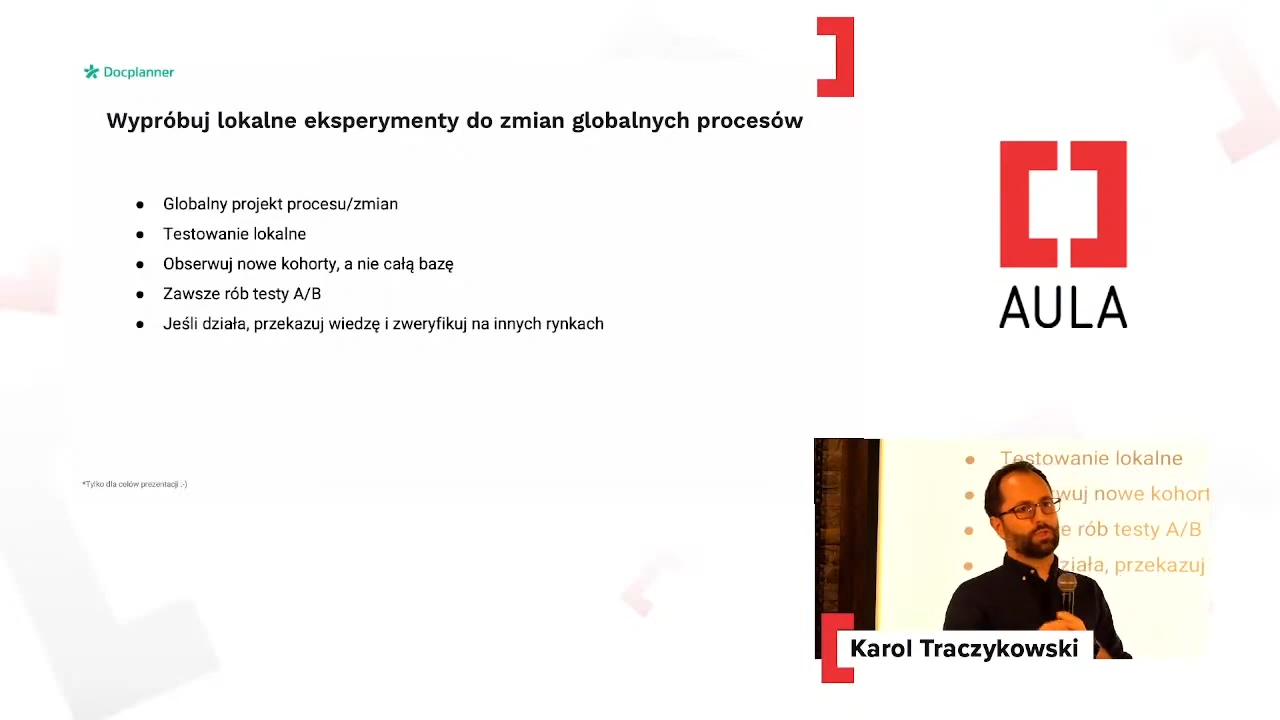 Docplanner
Wypróbuj lokalne eksperymenty do zmian globalnych procesów
● Globalny projekt procesu/zmian
● Testowanie lokalne
● Obserwuj nowe kohorty, a nie całą bazę
● Zawsze rób testy A/B
● Jeśli działa, przekazuj wiedzę i zweryfikuj na innych rynkach
*Tylko dla celów prezentacji :-)
AULA
● Testowanie lokalne
● wuj nowe kohort
● e rób testy A/B
● ziała, przekazuj
Karol Traczykowski